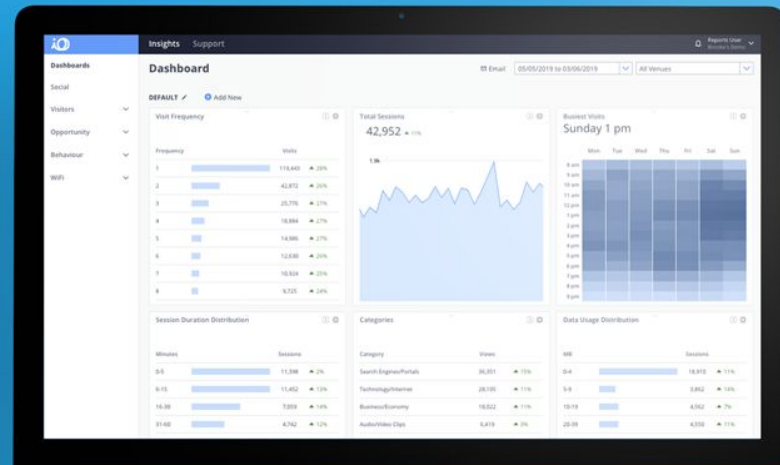 iO
Insights Support
Reports User
Brooke's Demo
Dashboards
Social
Visitors
Opportunity
Behaviour
WiFi
Dashboard
Email 05/05/2019 to 03/06/2019 All Venues
DEFAULT Add New
Visit Frequency
Frequency Visits
1 119,443 28%
2 42,872 26%
3 25,776 27%
4 18,884 27%
5 14,986 27%
6 12,630 26%
7 10,924 25%
8 9,725 24%
Total Sessions
42,952 11%
1.9k
Busiest Visits
Sunday 1 pm
Mon Tue Wed Thu Fri Sat Sun
8 am
9 am
10 am
11 am
12 pm
1 pm
2 pm
3 pm
4 pm
5 pm
6 pm
7 pm
8 pm
9 pm
Session Duration Distribution
Minutes Sessions
0-5 11,398 2%
6-15 11,452 13%
16-30 7,059 14%
31-60 4,742 12%
Categories
Category Views
Search Engines/Portals 36,351 15%
Technology/Internet 28,195 11%
Business/Economy 19,022 11%
Audio/Video Clips 5,419 3%
Data Usage Distribution
MB Sessions
0-4 18,910 11%
5-9 3,862 14%
10-19 4,062 7%
20-39 4,550 11%